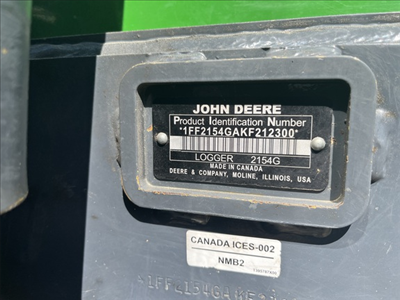 JOHN DEERE
Product Identification Number
*1FF2154GAKF212300*
LOGGER 2154G
MADE IN CANADA
DEERE & COMPANY, MOLINE, ILLINOIS, USA
CANADA ICES-002
NMB2